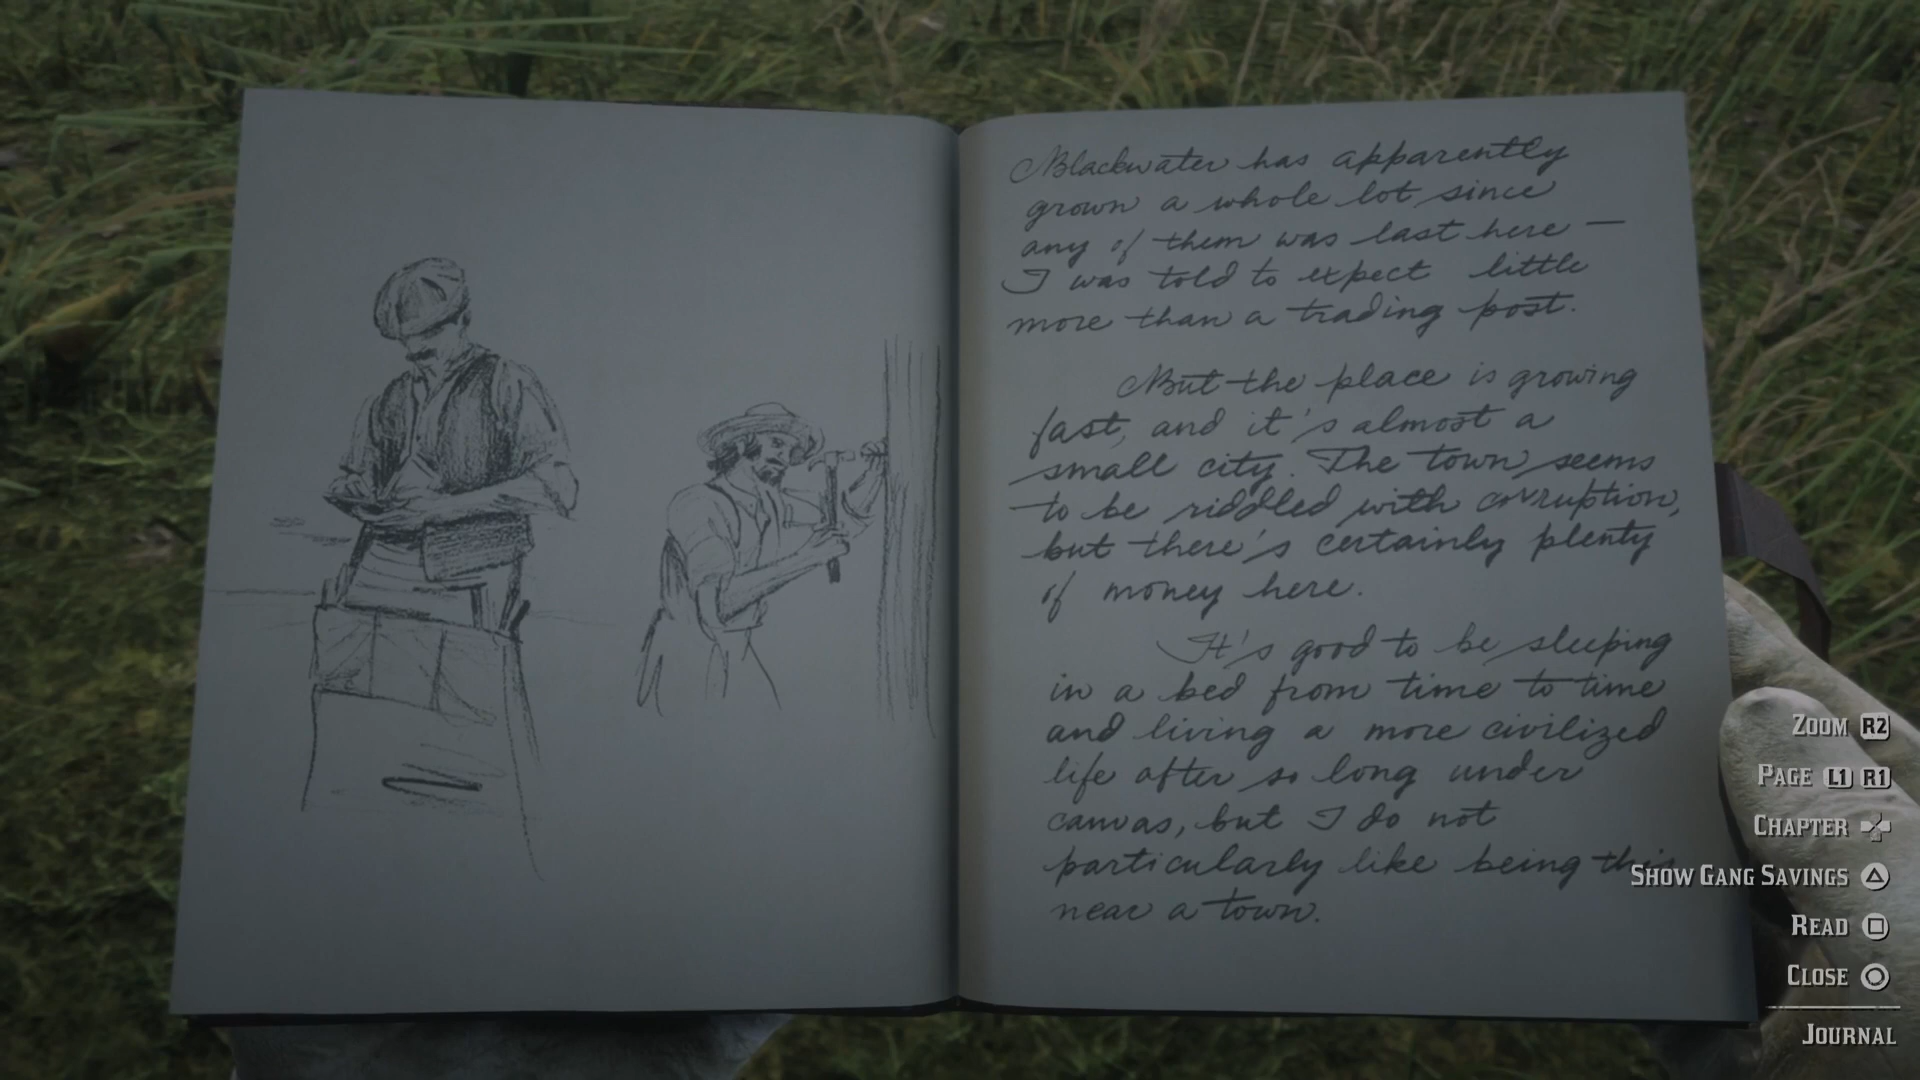 Blackwater has apparently
grown a whole lot since
any of them was last here —
I was told to expect little
more than a trading post.
But the place is growing
fast, and it's almost a
small city. The town seems
to be riddled with corruption,
but there's certainly plenty
of money here.
It's good to be sleeping
in a bed from time to time
and living a more civilized
life after so long under
canvas, but I do not
particularly like being this
near a town.
ZOOM R2
PAGE L1 R1
CHAPTER
SHOW GANG SAVINGS
READ
CLOSE
JOURNAL